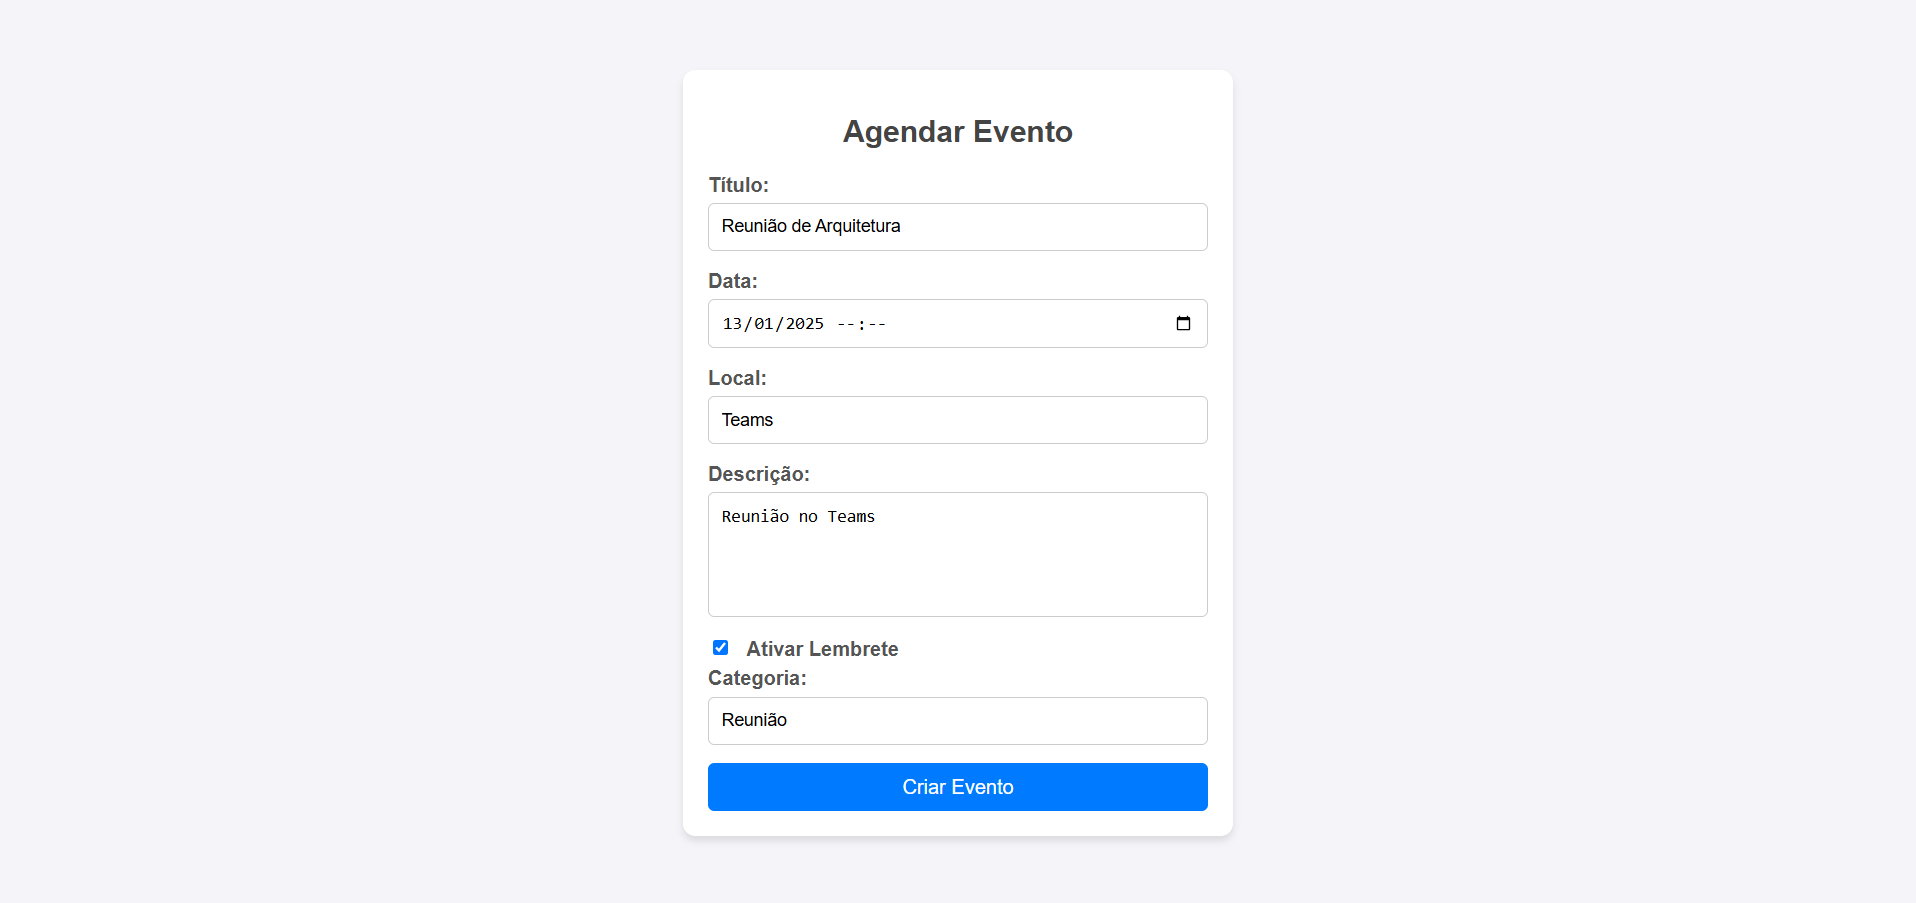 Agendar Evento
Título:
Reunião de Arquitetura
Data:
13/01/2025 --:--
Local:
Teams
Descrição:
Reunião no Teams
Ativar Lembrete
Categoria:
Reunião
Criar Evento